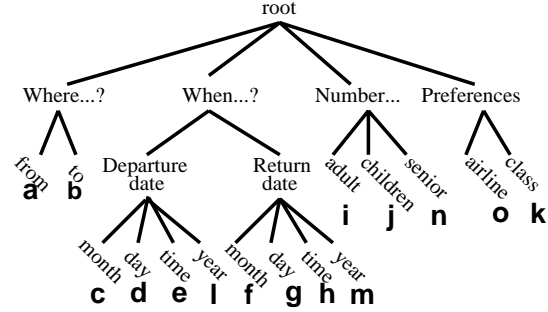 root
Where...? When...? Number... Preferences
from to Departure date Return date adult children senior airline class
a b i j n o k
month day time year month day time year
c d e l f g h m